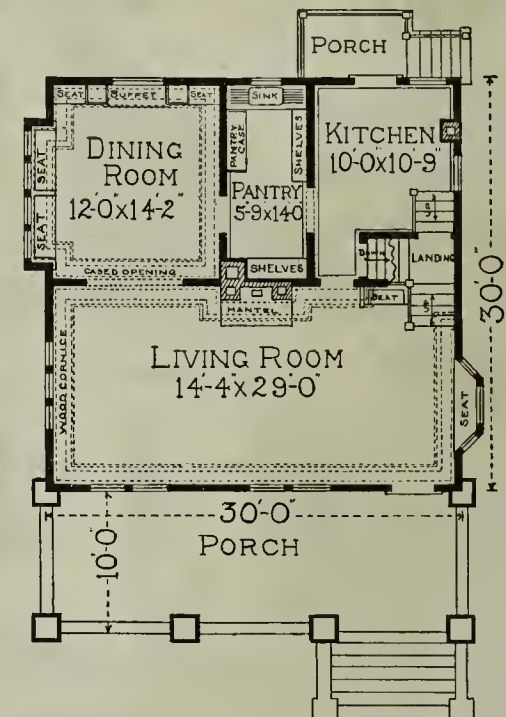 PORCH
SEAT
BUFFET
SEAT
SINK
PANTRY
CASE
SHELVES
KITCHEN
10'-0"x10'-9"
SEAT
SEAT
DINING
ROOM
12'-0"x14'-2"
PANTRY
5-9x14-0
UP
DOWN
LANDING
SHELVES
CASED OPENING
MANTEL
SEAT
UP
30'-0"
WOOD CORNICE
LIVING ROOM
14'-4"x29'-0"
SEAT
30'-0"
10'-0"
PORCH